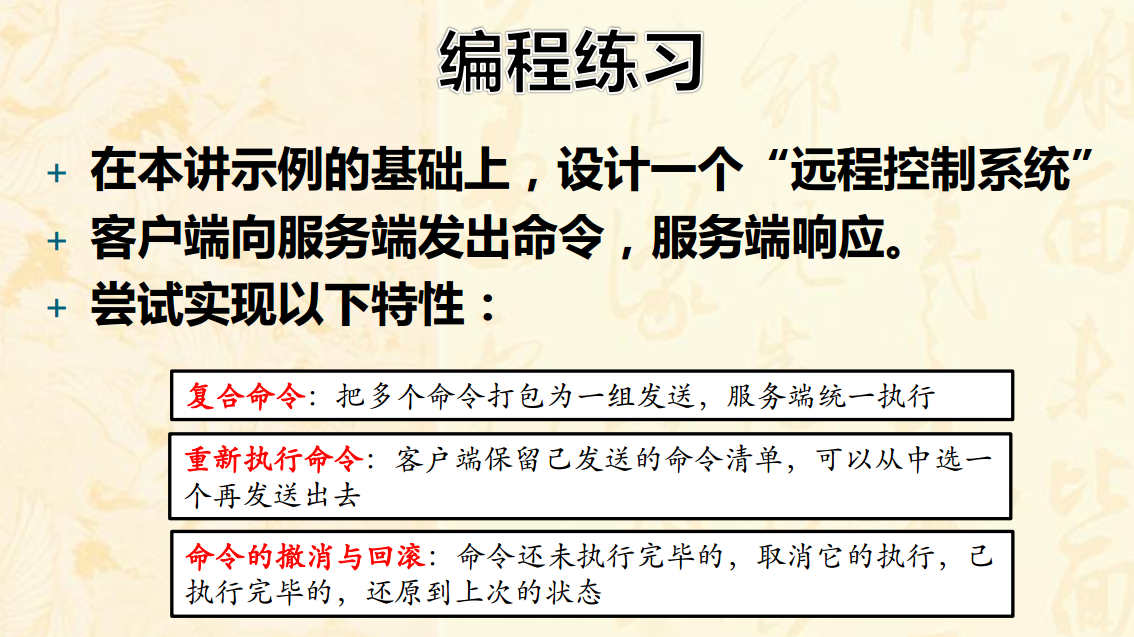 编程练习
+ 在本讲示例的基础上，设计一个“远程控制系统”
+ 客户端向服务端发出命令，服务端响应。
+ 尝试实现以下特性：
复合命令：把多个命令打包为一组发送，服务端统一执行
重新执行命令：客户端保留已发送的命令清单，可以从中选一
个再发送出去
命令的撤消与回滚：命令还未执行完毕的，取消它的执行，已
执行完毕的，还原到上次的状态